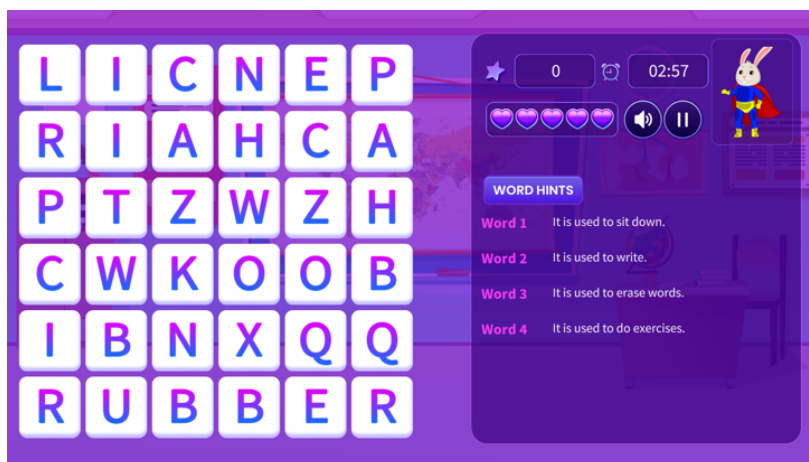 L I C N E P
R I A H C A
P T Z W Z H
C W K O O B
I B N X Q Q
R U B B E R
0 02:57
WORD HINTS
Word 1 It is used to sit down.
Word 2 It is used to write.
Word 3 It is used to erase words.
Word 4 It is used to do exercises.